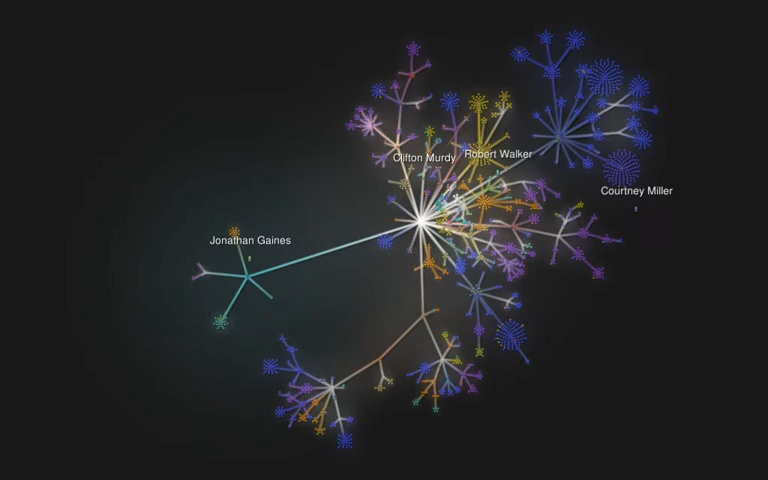 Clifton Murdy
Robert Walker
Courtney Miller
Jonathan Gaines